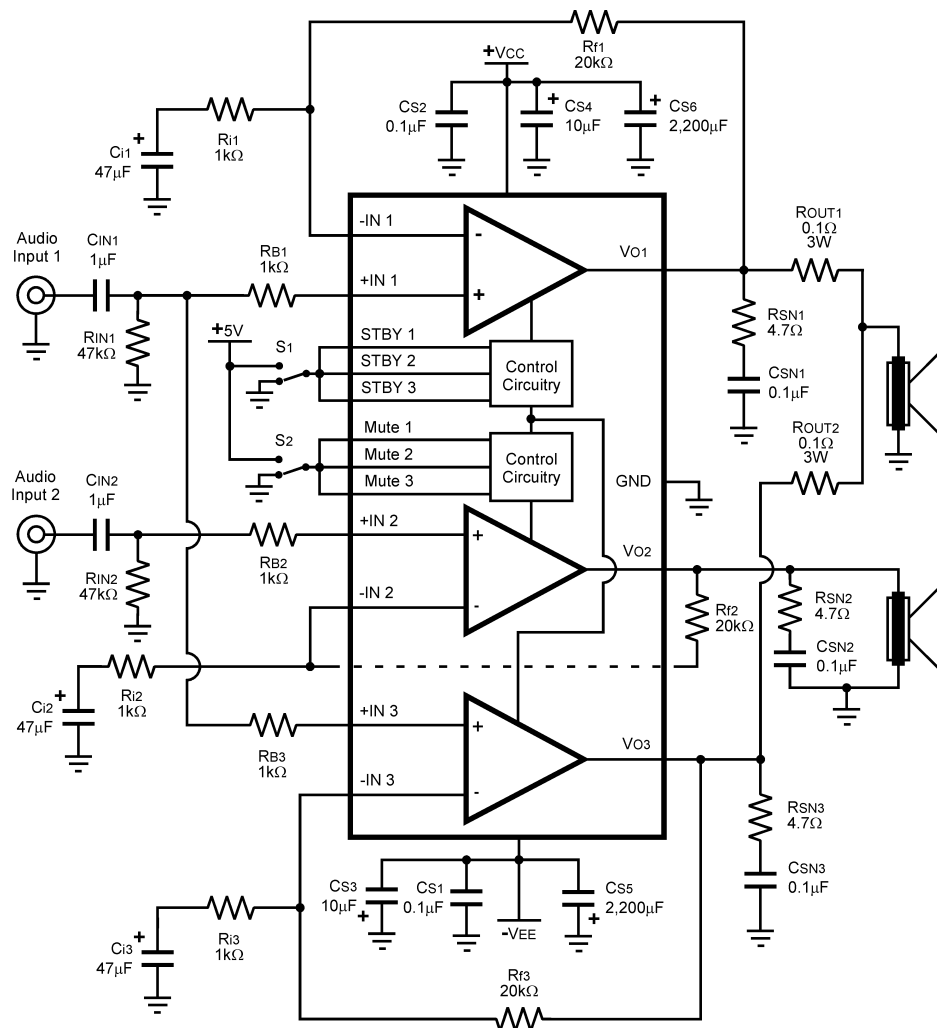 Rf1
20kΩ
+VCC
CS2
0.1μF
+
CS4
10μF
+
CS6
2,200μF
+
Ci1
47μF
Ri1
1kΩ
Audio
Input 1
CIN1
1μF
RIN1
47kΩ
RB1
1kΩ
-IN 1
+IN 1
-
+
VO1
ROUT1
0.1Ω
3W
RSN1
4.7Ω
CSN1
0.1μF
+5V
S1
STBY 1
STBY 2
STBY 3
Control
Circuitry
S2
Mute 1
Mute 2
Mute 3
Control
Circuitry
GND
ROUT2
0.1Ω
3W
Audio
Input 2
CIN2
1μF
RIN2
47kΩ
RB2
1kΩ
+IN 2
-IN 2
+
-
VO2
Rf2
20kΩ
RSN2
4.7Ω
CSN2
0.1μF
+
Ci2
47μF
Ri2
1kΩ
RB3
1kΩ
+IN 3
-IN 3
+
-
VO3
RSN3
4.7Ω
CSN3
0.1μF
CS3
10μF
+
CS1
0.1μF
-VEE
CS5
2,200μF
+
+
Ci3
47μF
Ri3
1kΩ
Rf3
20kΩ